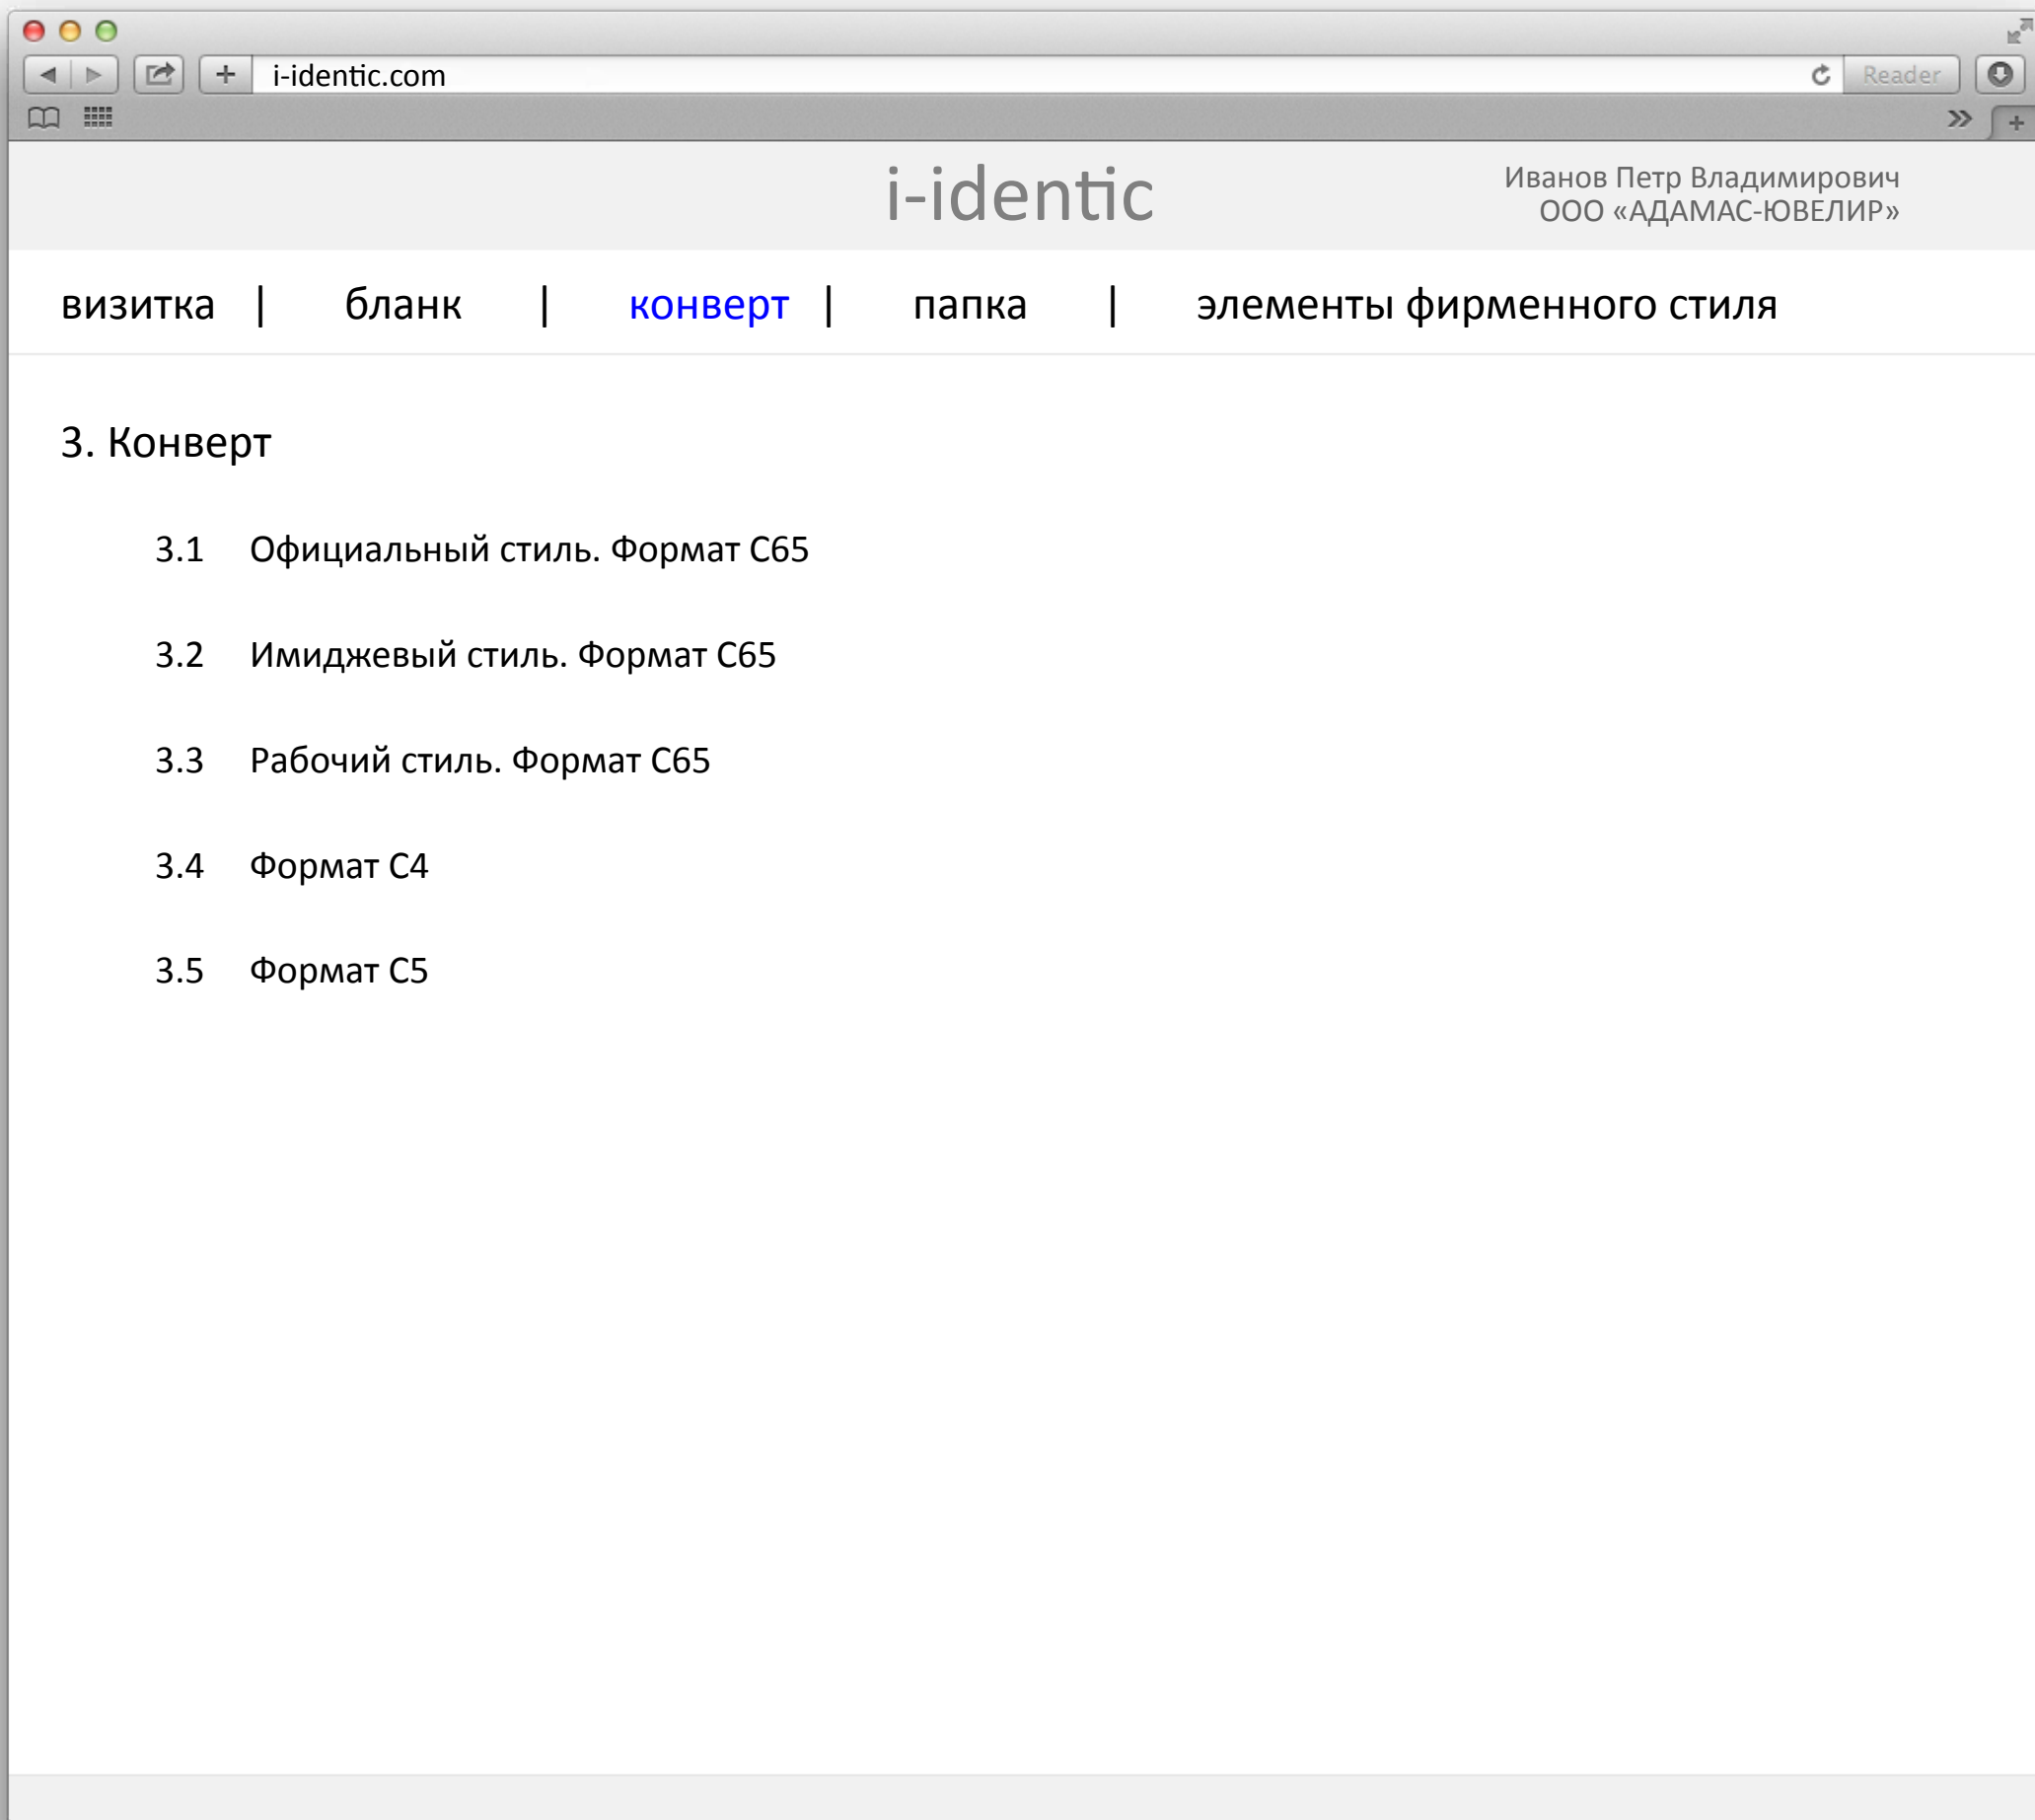 i-identic.com
Reader
i-identic
Иванов Петр Владимирович
ООО «АДАМАС-ЮВЕЛИР»
визитка | бланк | конверт | папка | элементы фирменного стиля
3. Конверт
3.1 Официальный стиль. Формат С65
3.2 Имиджевый стиль. Формат С65
3.3 Рабочий стиль. Формат С65
3.4 Формат С4
3.5 Формат С5